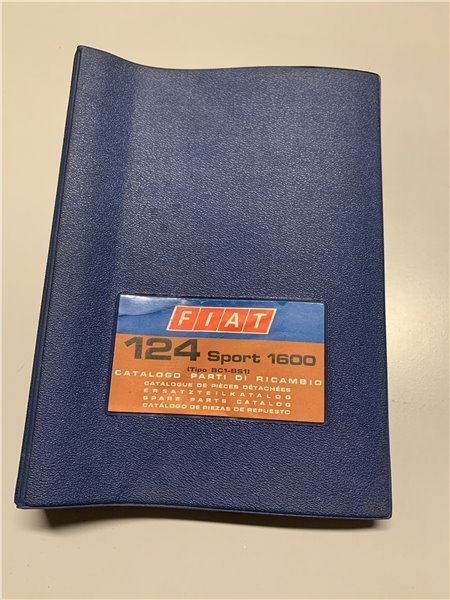 FIAT
124 Sport 1600
(Tipo BC1-BS1)
CATALOGO PARTI DI RICAMBIO
CATALOGUE DE PIÈCES DÉTACHÉES
ERSATZTEILKATALOG
SPARE PARTS CATALOG
CATÁLOGO DE PIEZAS DE REPUESTO